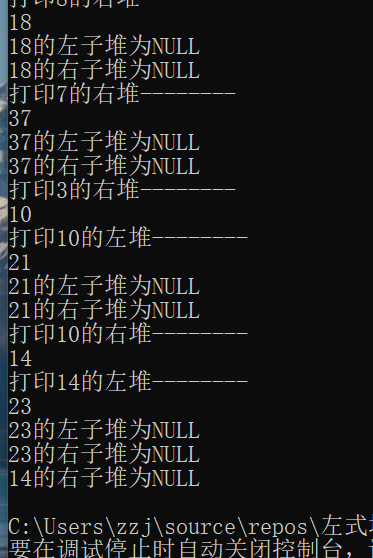 打印8的右堆--------
18
18的左子堆为NULL
18的右子堆为NULL
打印7的右堆--------
37
37的左子堆为NULL
37的右子堆为NULL
打印3的右堆--------
10
打印10的左堆--------
21
21的左子堆为NULL
21的右子堆为NULL
打印10的右堆--------
14
打印14的左堆--------
23
23的左子堆为NULL
23的右子堆为NULL
14的右子堆为NULL
C:\Users\zzj\source\repos\左式
要在调试停止时自动关闭控制台,